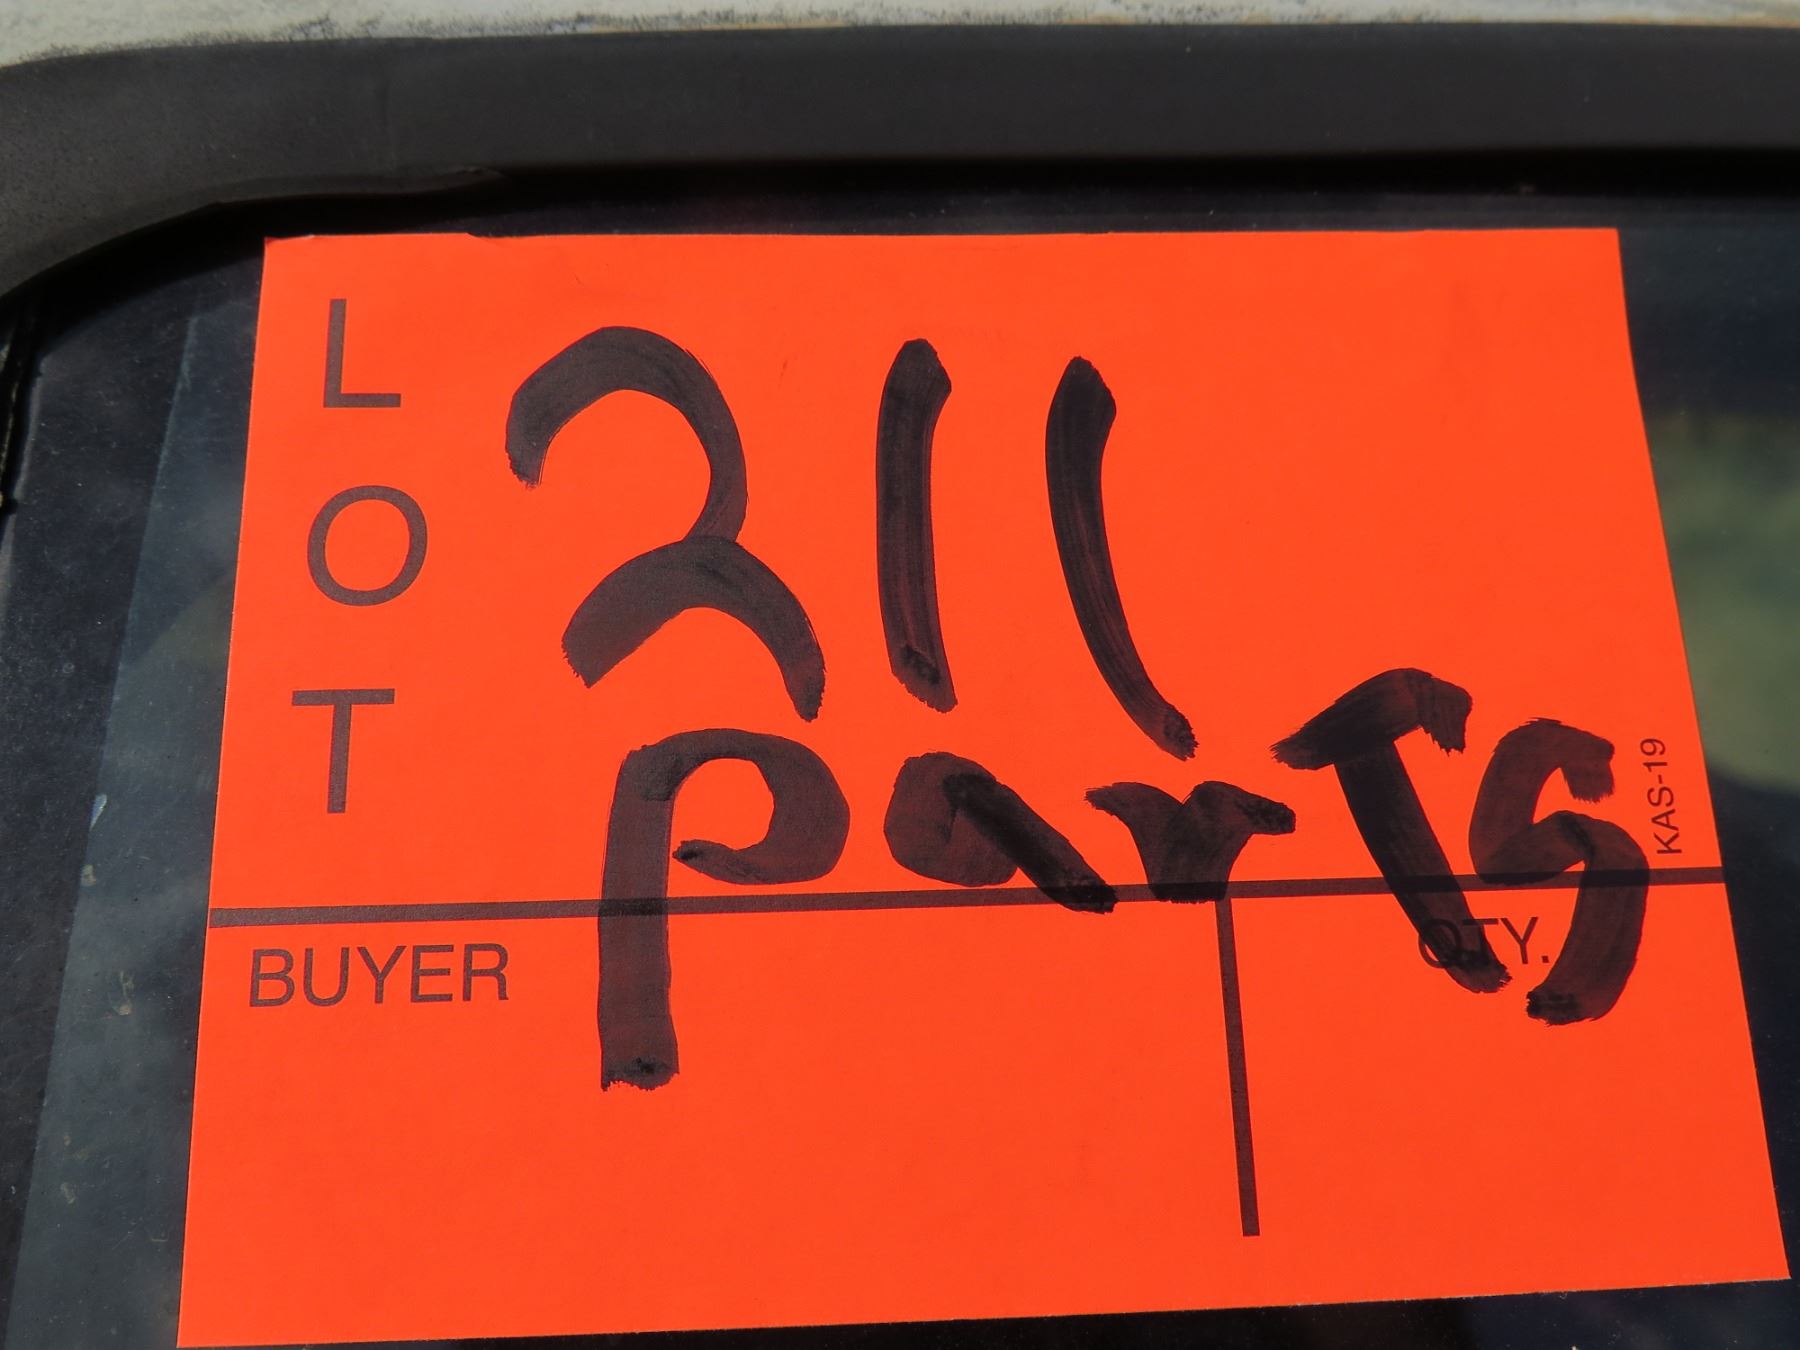 LOT
211
parTS
KAS-19
BUYER
QTY.